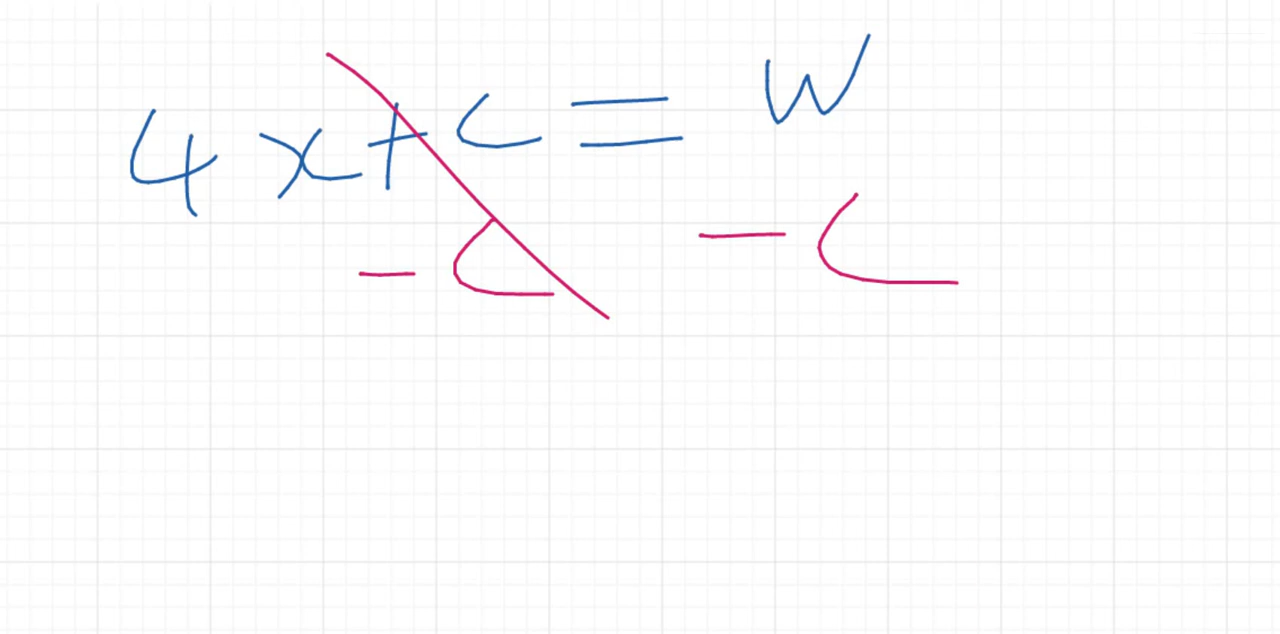 4x+c = w
-c -c